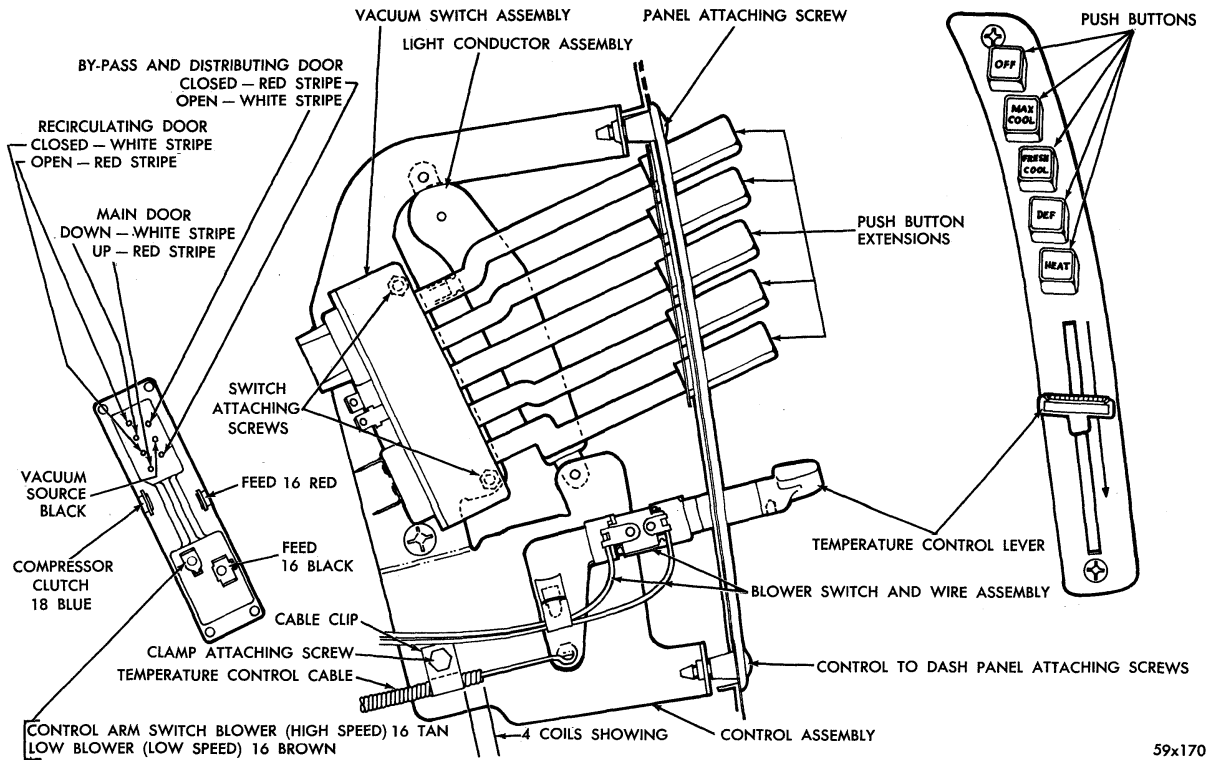 VACUUM SWITCH ASSEMBLY
PANEL ATTACHING SCREW
PUSH BUTTONS
LIGHT CONDUCTOR ASSEMBLY
BY-PASS AND DISTRIBUTING DOOR
CLOSED — RED STRIPE
OPEN — WHITE STRIPE
RECIRCULATING DOOR
CLOSED — WHITE STRIPE
OPEN — RED STRIPE
MAIN DOOR
DOWN — WHITE STRIPE
UP — RED STRIPE
OFF
MAX
COOL
FRESH
COOL
DEF
HEAT
PUSH BUTTON
EXTENSIONS
SWITCH
ATTACHING
SCREWS
VACUUM
SOURCE
BLACK
FEED 16 RED
COMPRESSOR
CLUTCH
18 BLUE
FEED
16 BLACK
TEMPERATURE CONTROL LEVER
BLOWER SWITCH AND WIRE ASSEMBLY
CABLE CLIP
CLAMP ATTACHING SCREW
TEMPERATURE CONTROL CABLE
CONTROL TO DASH PANEL ATTACHING SCREWS
CONTROL ARM SWITCH BLOWER (HIGH SPEED) 16 TAN
LOW BLOWER (LOW SPEED) 16 BROWN
4 COILS SHOWING
CONTROL ASSEMBLY
59x170